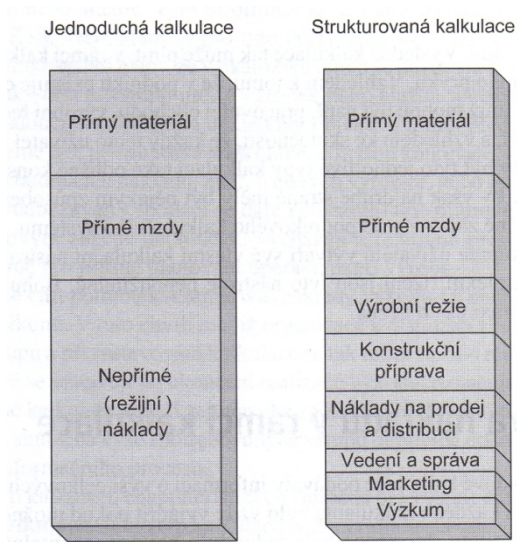 Jednoduchá kalkulace
Přímý materiál
Přímé mzdy
Nepřímé
(režijní )
náklady
Strukturovaná kalkulace
Přímý materiál
Přímé mzdy
Výrobní režie
Konstrukční
příprava
Náklady na prodej
a distribuci
Vedení a správa
Marketing
Výzkum